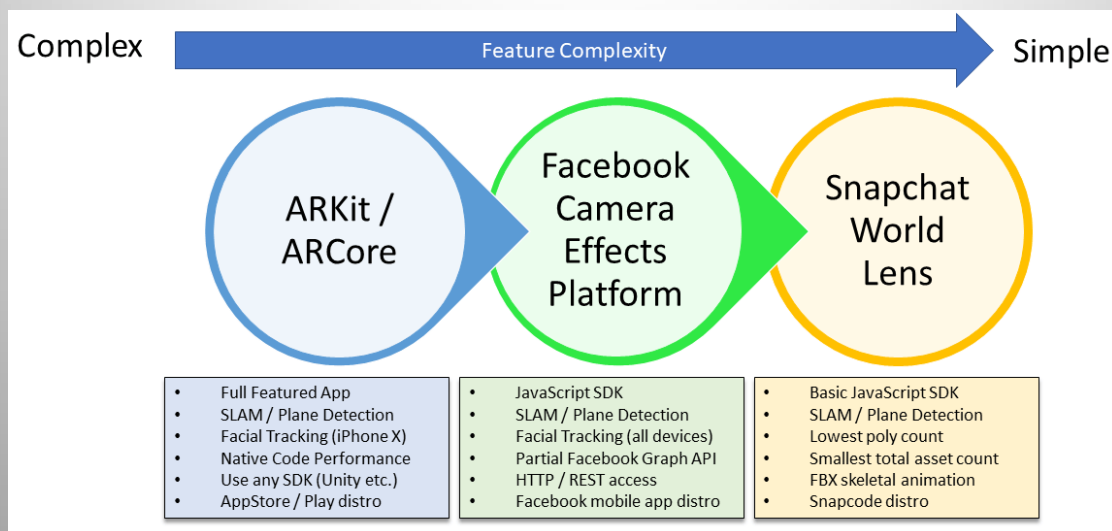 Complex
Feature Complexity
Simple
ARKit /
ARCore
Facebook
Camera
Effects
Platform
Snapchat
World
Lens
• Full Featured App
• SLAM / Plane Detection
• Facial Tracking (iPhone X)
• Native Code Performance
• Use any SDK (Unity etc.)
• AppStore / Play distro
• JavaScript SDK
• SLAM / Plane Detection
• Facial Tracking (all devices)
• Partial Facebook Graph API
• HTTP / REST access
• Facebook mobile app distro
• Basic JavaScript SDK
• SLAM / Plane Detection
• Lowest poly count
• Smallest total asset count
• FBX skeletal animation
• Snapcode distro